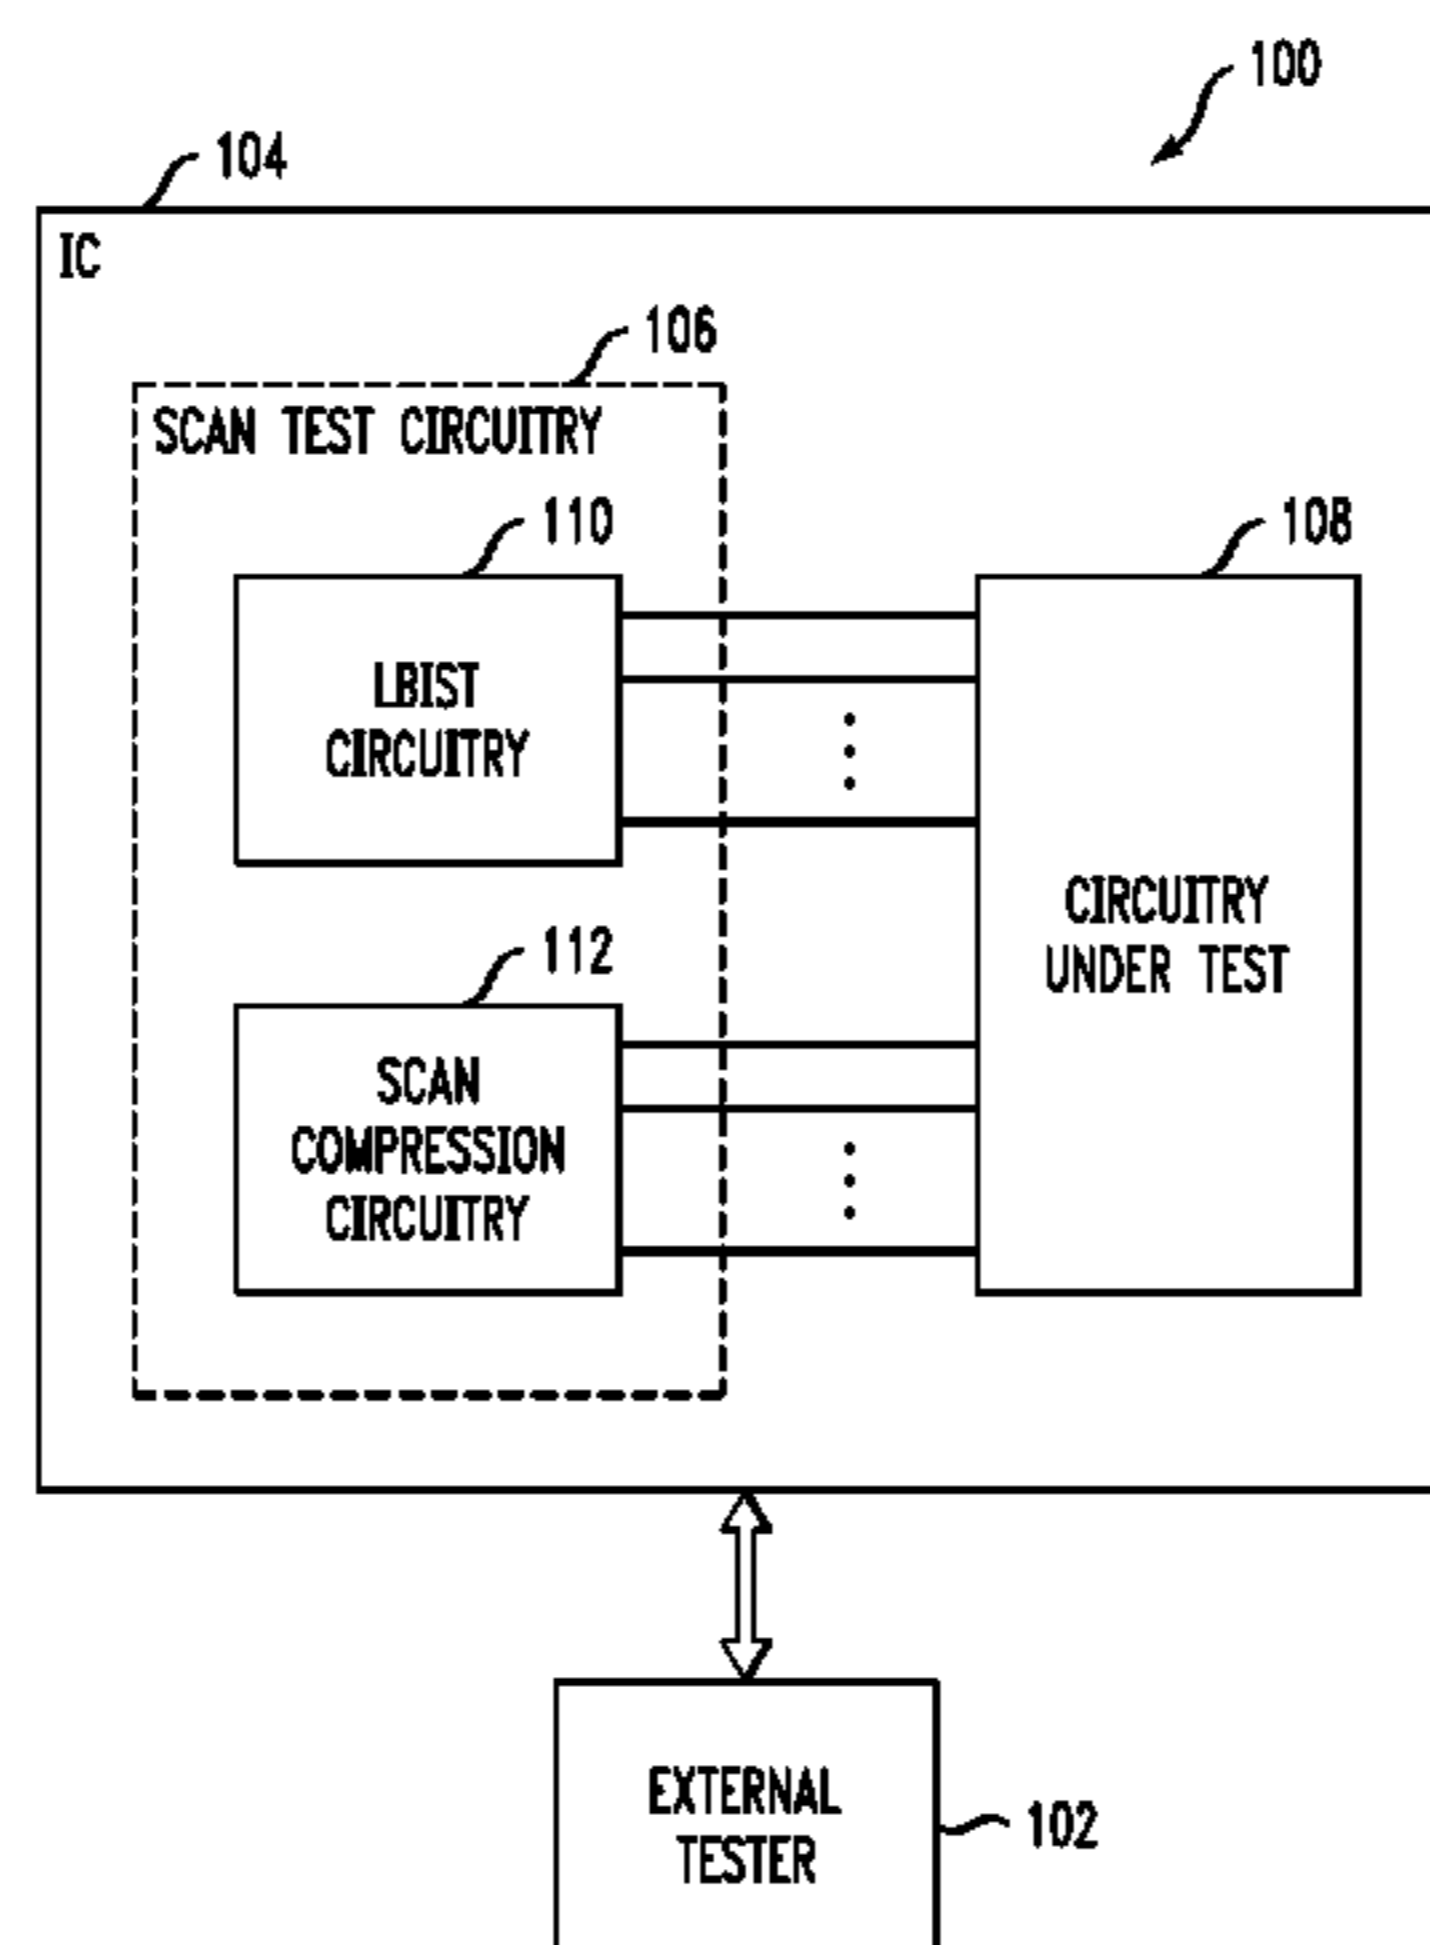 100
104
IC
106
SCAN TEST CIRCUITRY
110
108
LBIST
CIRCUITRY
CIRCUITRY
UNDER TEST
112
SCAN
COMPRESSION
CIRCUITRY
EXTERNAL
TESTER
102